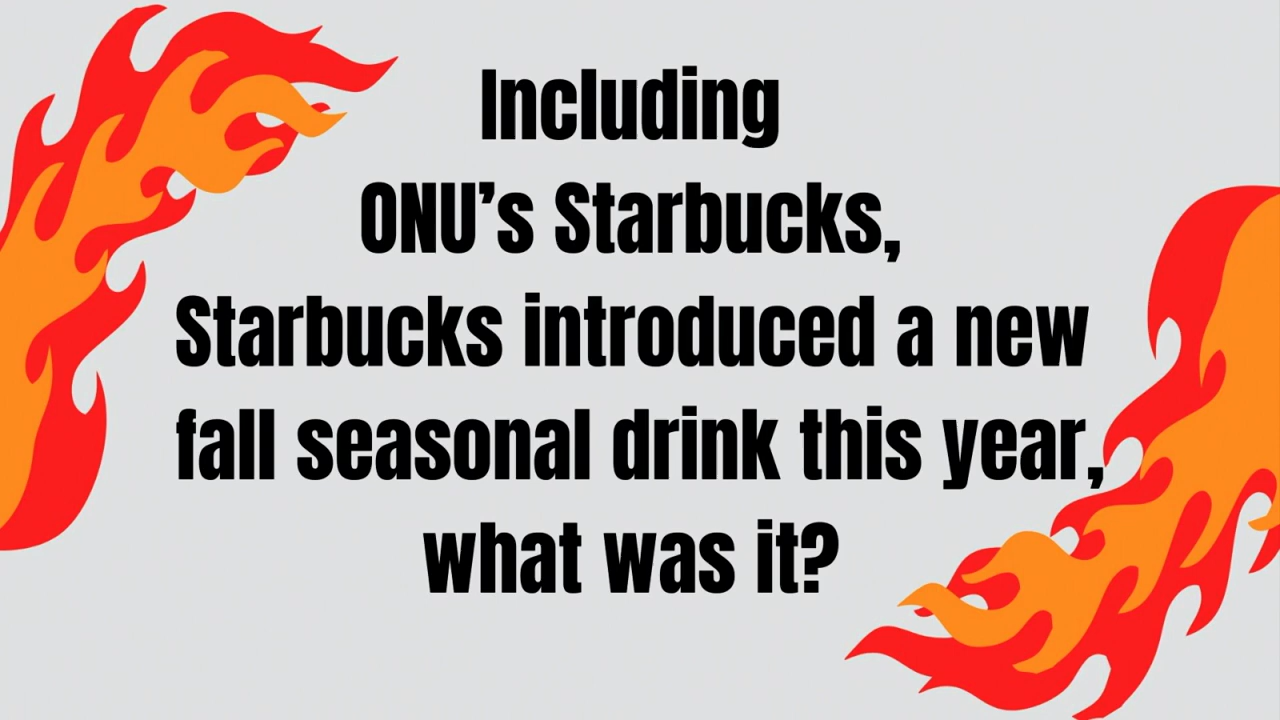 Including
ONU’s Starbucks,
Starbucks introduced a new
fall seasonal drink this year,
what was it?